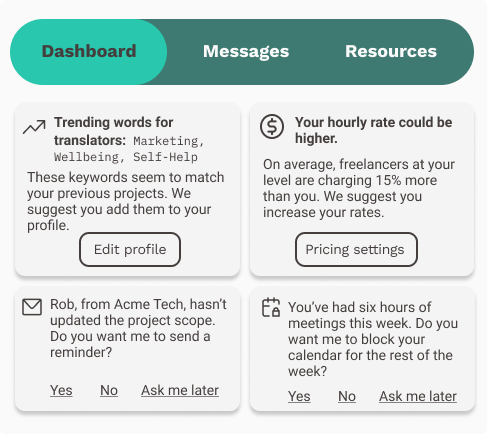 Dashboard
Messages
Resources
Trending words for
translators: Marketing,
Wellbeing, Self-Help
These keywords seem to match
your previous projects. We
suggest you add them to your
profile.
Edit profile
Your hourly rate could be
higher.
On average, freelancers at your
level are charging 15% more
than you. We suggest you
increase your rates.
Pricing settings
Rob, from Acme Tech, hasn’t
updated the project scope.
Do you want me to send a
reminder?
Yes No Ask me later
You’ve had six hours of
meetings this week. Do you
want me to block your
calendar for the rest of the
week?
Yes No Ask me later